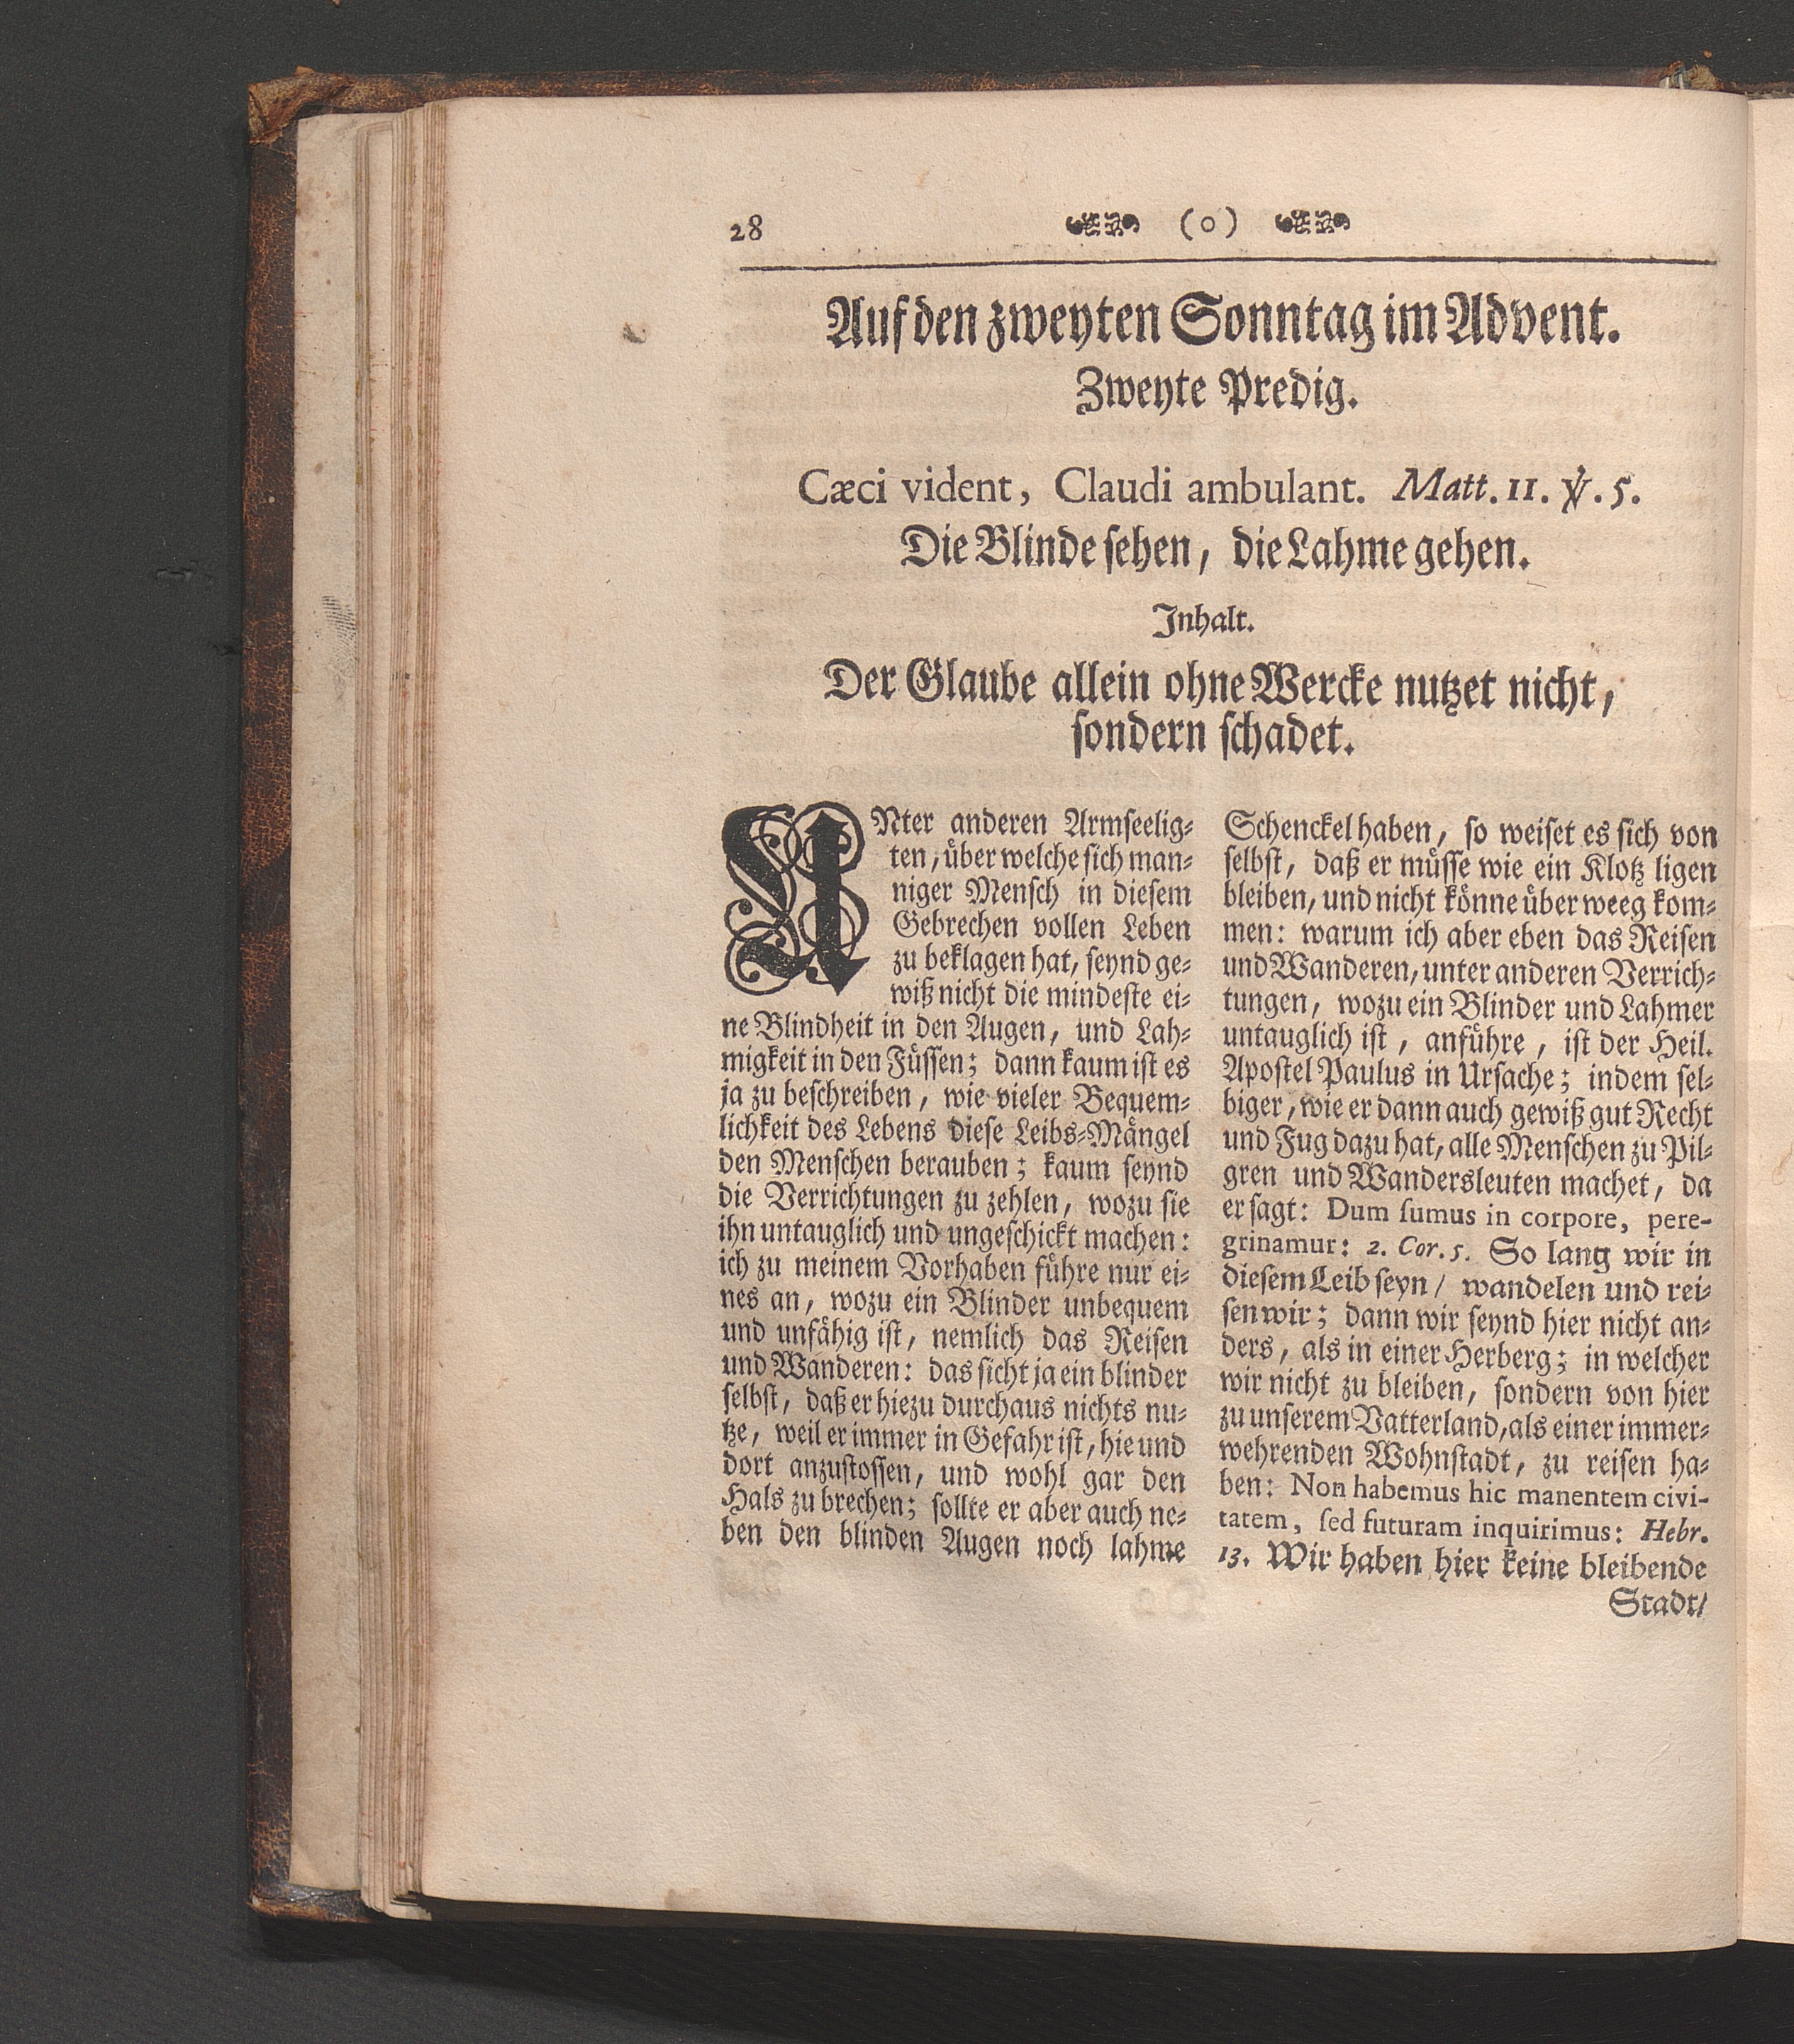 28 (o)
Auf den zweyten Sonntag im Advent.
Zweyte Predig.
Cæci vident, Claudi ambulant. Matt. 11. ℣. 5.
Die Blinde sehen, die Lahme gehen.
Inhalt.
Der Glaube allein ohne Wercke nutzet nicht,
sondern schadet.
UNter anderen Armseelig-
ten, über welche sich man-
niger Mensch in diesem
Gebrechen vollen Leben
zu beklagen hat, seynd ge-
wiß nicht die mindeste ei-
ne Blindheit in den Augen, und Lah-
migkeit in den Füssen; dann kaum ist es
ja zu beschreiben, wie vieler Bequem-
lichkeit des Lebens diese Leibs-Mängel
den Menschen berauben; kaum seynd
die Verrichtungen zu zehlen, wozu sie
ihn untauglich und ungeschickt machen:
ich zu meinem Vorhaben führe nur ei-
nes an, wozu ein Blinder unbequem
und unfähig ist, nemlich das Reisen
und Wanderen: das sicht ja ein blinder
selbst, daß er hiezu durchaus nichts nu-
tze, weil er immer in Gefahr ist, hie und
dort anzustossen, und wohl gar den
Hals zu brechen; sollte er aber auch ne-
ben den blinden Augen noch lahme
Schenckel haben, so weiset es sich von
selbst, daß er müsse wie ein Klotz ligen
bleiben, und nicht könne über weeg kom-
men: warum ich aber eben das Reisen
und Wanderen, unter anderen Verrich-
tungen, wozu ein Blinder und Lahmer
untauglich ist, anführe, ist der Heil.
Apostel Paulus in Ursache; indem sel-
biger, wie er dann auch gewiß gut Recht
und Fug dazu hat, alle Menschen zu Pil-
gren und Wandersleuten machet, da
er sagt: Dum sumus in corpore, pere-
grinamur: 2. Cor. 5. So lang wir in
diesem Leib seyn / wandelen und rei-
sen wir; dann wir seynd hier nicht an-
ders, als in einer Herberg; in welcher
wir nicht zu bleiben, sondern von hier
zu unserem Vatterland, als einer immer-
wehrenden Wohnstadt, zu reisen ha-
ben: Non habemus hic manentem civi-
tatem, sed futuram inquirimus: Hebr.
13. Wir haben hier keine bleibende
Stadt/